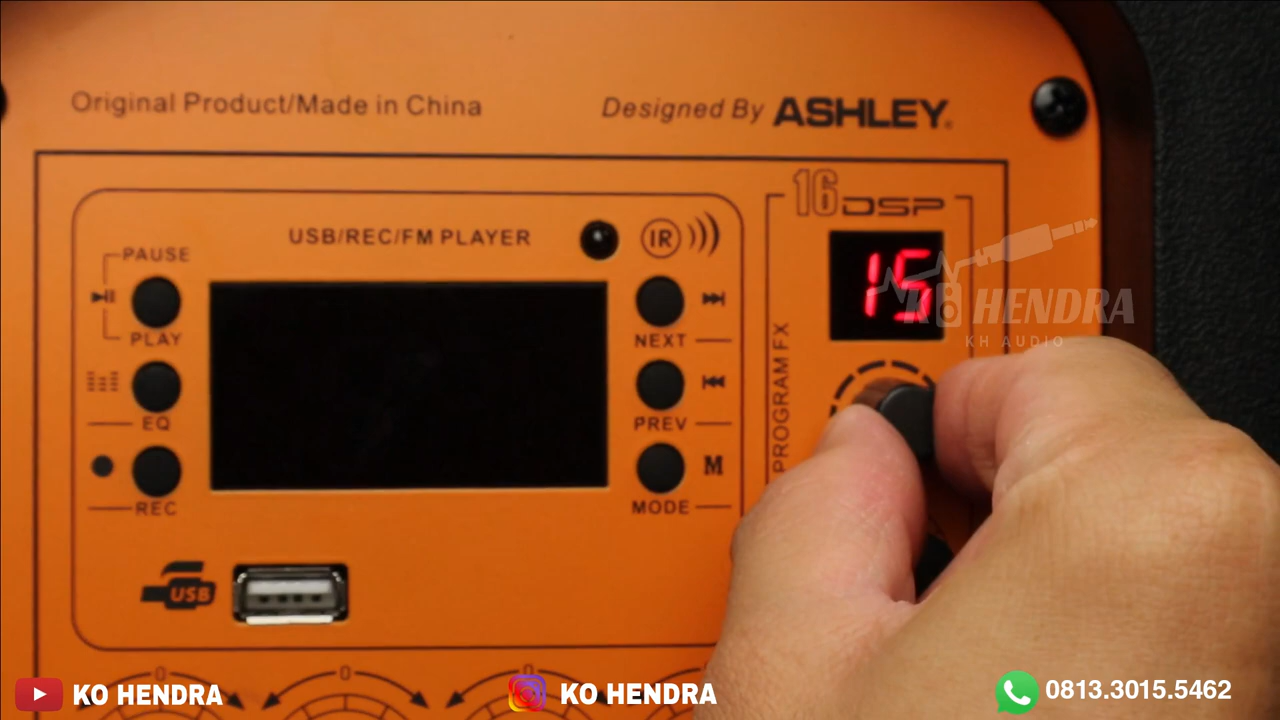 Original Product/Made in China
Designed By ASHLEY®
16 DSP
USB/REC/FM PLAYER
IR
PAUSE
15
PLAY
NEXT
KO HENDRA
KH AUDIO
EQ
PREV
PROGRAM FX
M
REC
MODE
USB
0 0 0
KO HENDRA
KO HENDRA
0813.3015.5462